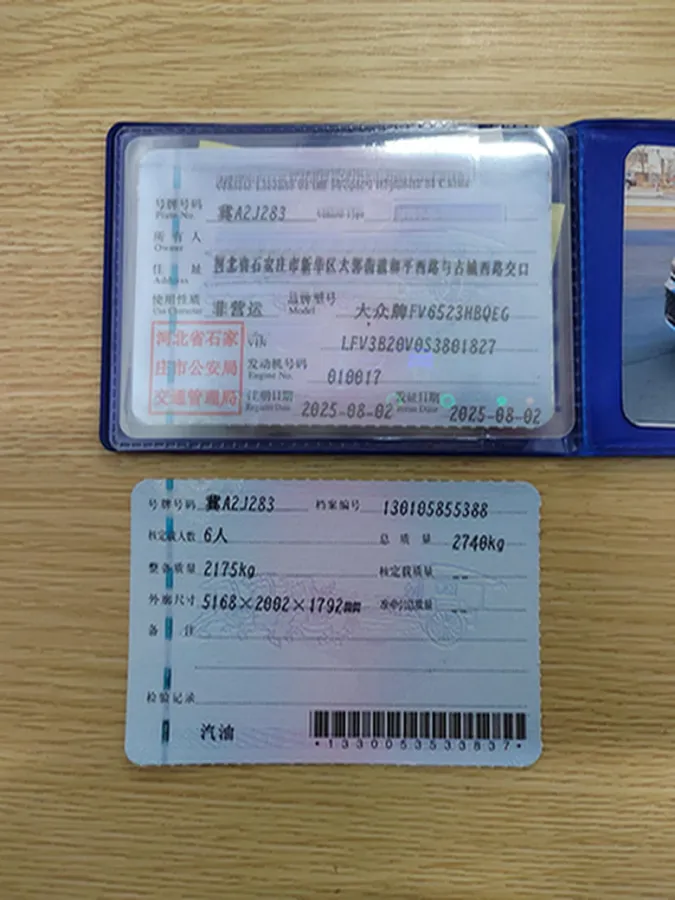 号牌号码 冀A2J283 Vehicle Type
Plate No.
所有人
Owner
住址 河北省石家庄市新华区大郭街道和平西路与古城西路交口
Address
使用性质 非营运 品牌型号 大众牌FV6523HBQEG
Use Character Model
河北省石家 VIN LFV3B20V0S3801827
庄市公安局 发动机号码 010017
Engine No.
交通管理局 注册日期 2025-08-02 发证日期 2025-08-02
Register Date Issue Date
号牌号码 冀A2J283 档案编号 130105855388
核定载人数 6人 总质量 2740kg
整备质量 2175kg 核定载质量 --
外廓尺寸 5168×2002×1792mm 准牵引总质量 --
备注
检验记录
汽油
*1330053533837*